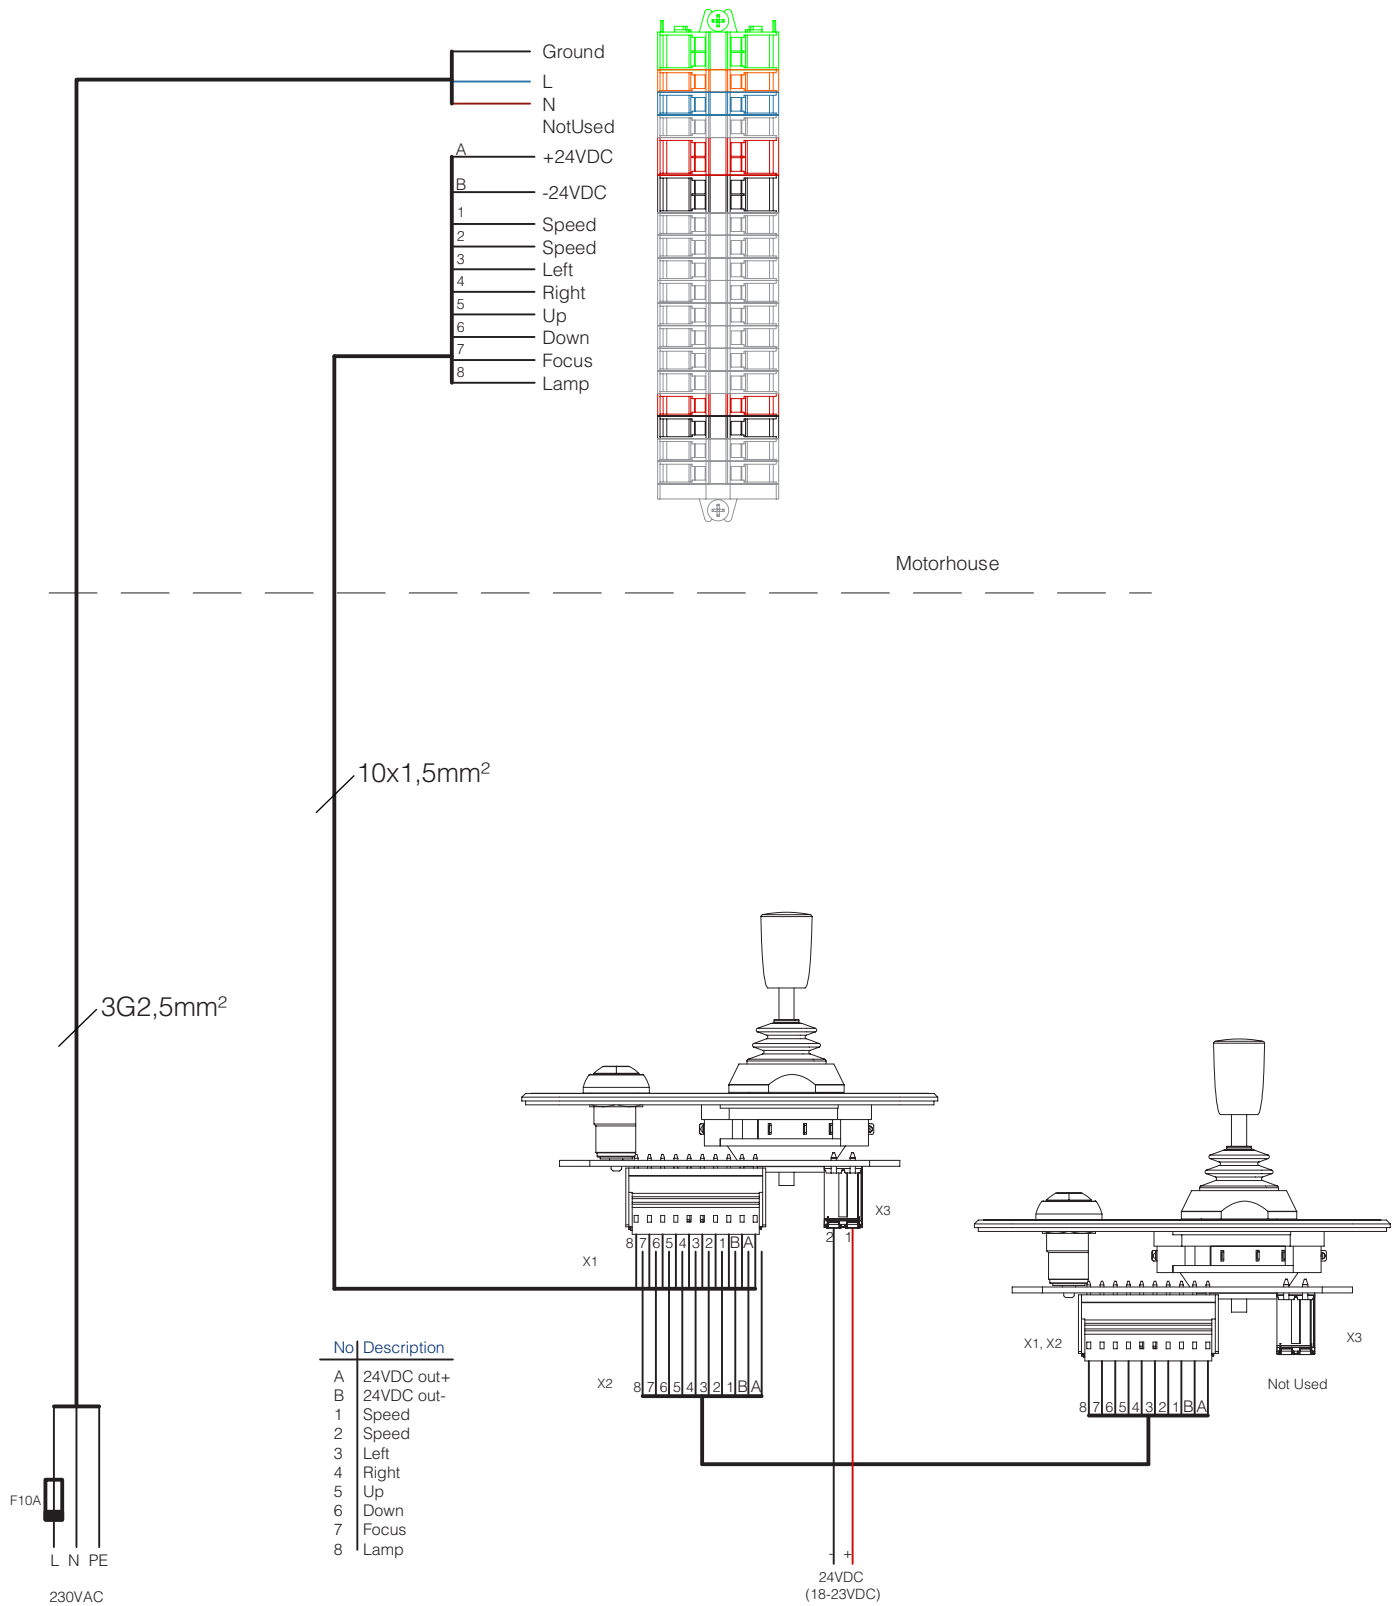 Ground
L
N
NotUsed
A +24VDC
B -24VDC
1 Speed
2 Speed
3 Left
4 Right
5 Up
6 Down
7 Focus
8 Lamp
Motorhouse
10x1,5mm²
3G2,5mm²
X3
8 7 6 5 4 3 2 1 B A
2 1
X1
X1, X2
X3
Not Used
8 7 6 5 4 3 2 1 B A
X2
8 7 6 5 4 3 2 1 B A
No Description
A 24VDC out+
B 24VDC out-
1 Speed
2 Speed
3 Left
4 Right
5 Up
6 Down
7 Focus
8 Lamp
F10A
L N PE
230VAC
- +
24VDC
(18-23VDC)